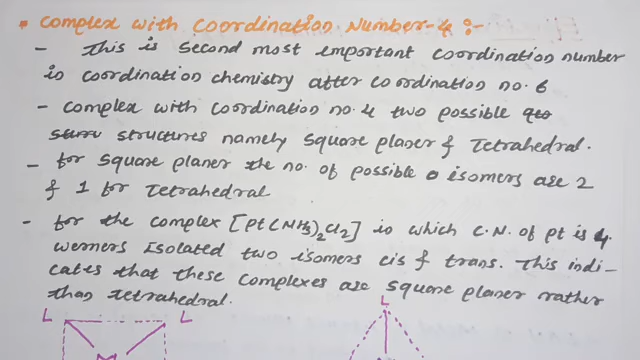 * Complex with Coordination Number-4 :-
- This is second most important coordination number
in coordination chemistry after coordination no. 6
- complex with coordination no. 4 two possible
structures namely square planer & Tetrahedral.
- for square planer the no. of possible isomers are 2
& 1 for Tetrahedral
- for the complex [Pt(NH3)2Cl2] in which C.N. of pt is 4.
werners isolated two isomers cis & trans. This indi-
cates that these complexes are square planer rather
than tetrahedral.
L L L
M